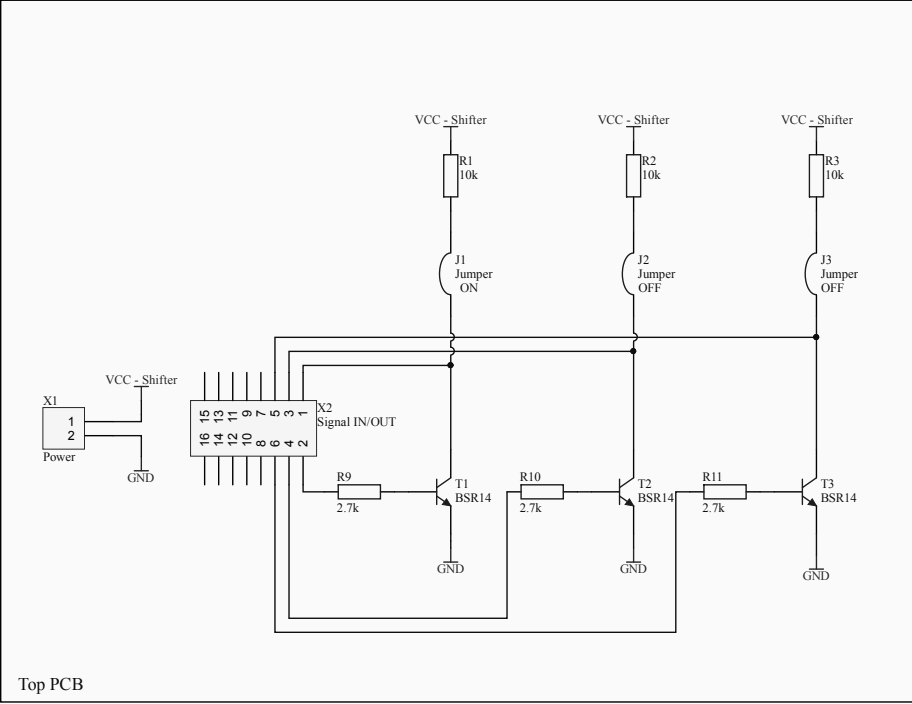 VCC - Shifter
VCC - Shifter
VCC - Shifter
R1
10k
R2
10k
R3
10k
J1
Jumper
ON
J2
Jumper
OFF
J3
Jumper
OFF
VCC - Shifter
X1
1
2
Power
GND
15 13 11 9 7 5 3 1
16 14 12 10 8 6 4 2
X2
Signal IN/OUT
R9
2.7k
T1
BSR14
GND
R10
2.7k
T2
BSR14
GND
R11
2.7k
T3
BSR14
GND
Top PCB